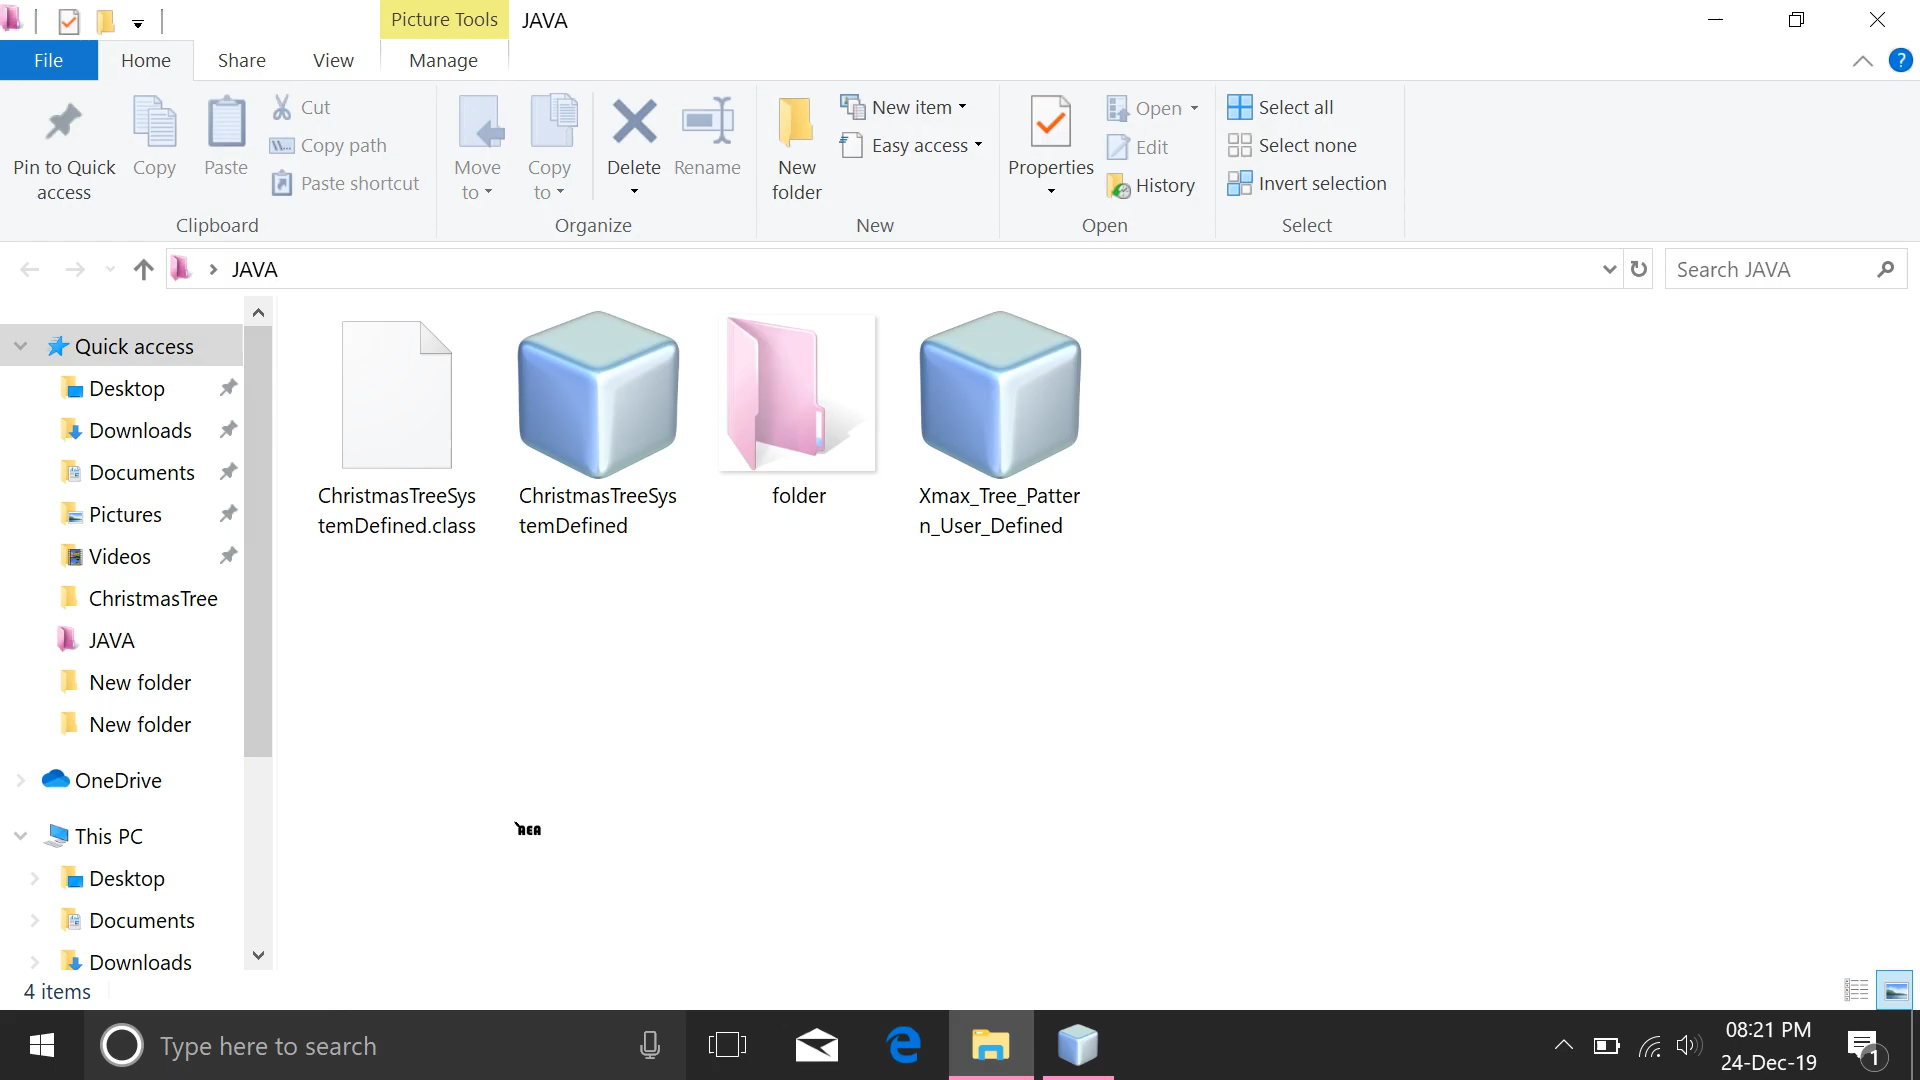 Picture Tools
JAVA
File
Home
Share
View
Manage
?
Pin to Quick
access
Copy
Paste
Cut
Copy path
Paste shortcut
Clipboard
Move
to
Copy
to
Delete
Rename
Organize
New
folder
New item
Easy access
New
Properties
Open
Edit
History
Open
Select all
Select none
Invert selection
Select
JAVA
Search JAVA
Quick access
Desktop
Downloads
Documents
Pictures
Videos
ChristmasTree
JAVA
New folder
New folder
OneDrive
This PC
Desktop
Documents
Downloads
ChristmasTreeSys
temDefined.class
ChristmasTreeSys
temDefined
folder
Xmax_Tree_Patter
n_User_Defined
4 items
Type here to search
08:21 PM
24-Dec-19
1